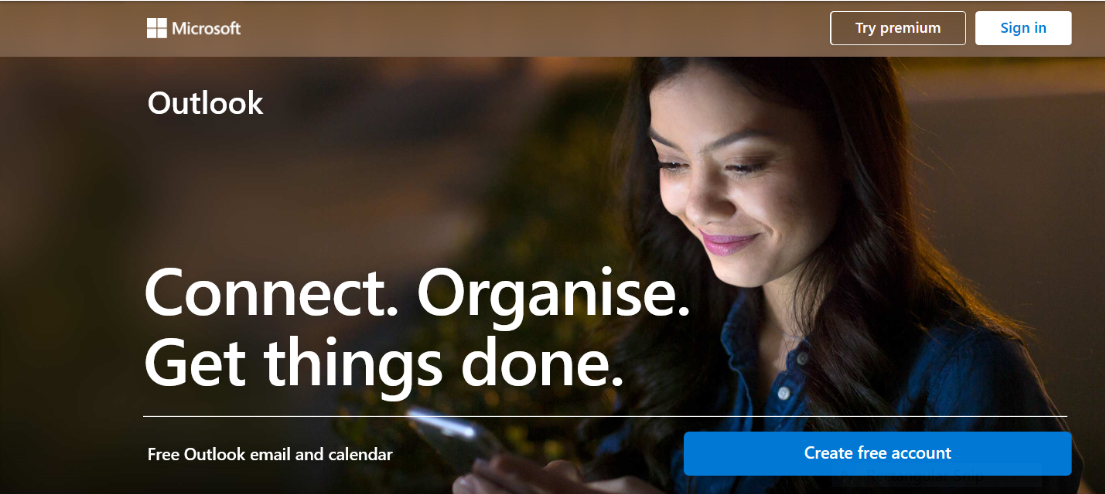 Microsoft
Try premium
Sign in
Outlook
Connect. Organise.
Get things done.
Free Outlook email and calendar
Create free account